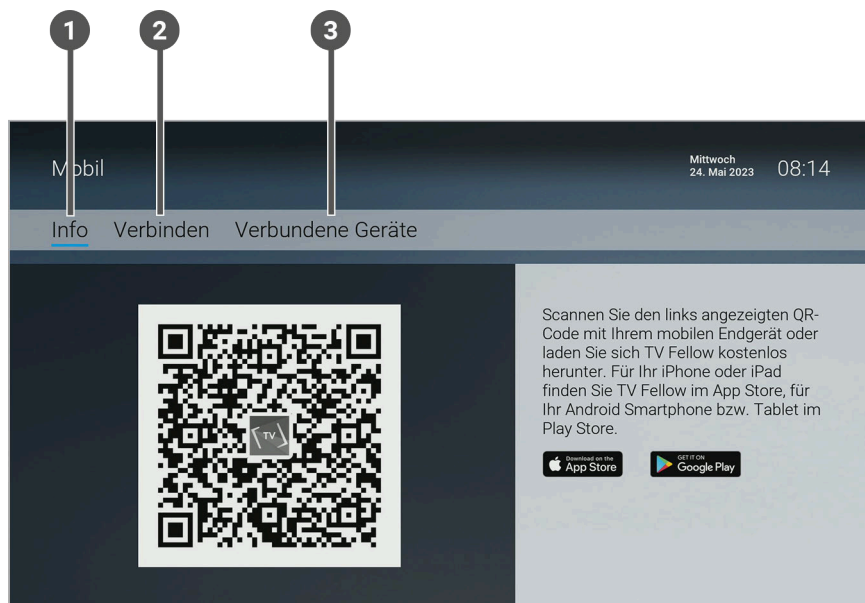 1 2 3
Mobil
Mittwoch
24. Mai 2023
08:14
Info Verbinden Verbundene Geräte
Scannen Sie den links angezeigten QR-
Code mit Ihrem mobilen Endgerät oder
laden Sie sich TV Fellow kostenlos
herunter. Für Ihr iPhone oder iPad
finden Sie TV Fellow im App Store, für
Ihr Android Smartphone bzw. Tablet im
Play Store.
TV
Download on the
App Store
GET IT ON
Google Play